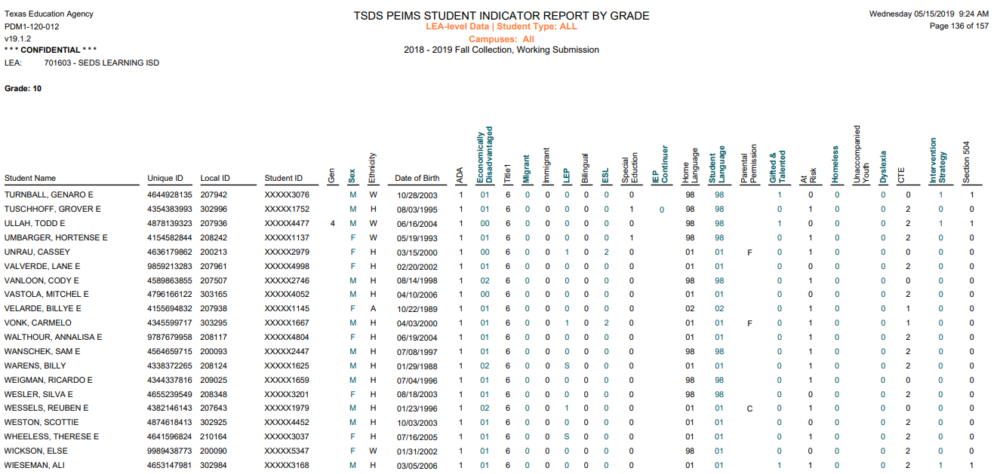 Texas Education Agency
PDM1-120-012
v19.1.2
* * * CONFIDENTIAL * * *
LEA: 701603 - SEDS LEARNING ISD
TSDS PEIMS STUDENT INDICATOR REPORT BY GRADE
LEA-level Data | Student Type: ALL
Campuses: All
2018 - 2019 Fall Collection, Working Submission
Wednesday 05/15/2019 9:24 AM
Page 136 of 157
Grade: 10
Student Name Unique ID Local ID Student ID Gen Sex Ethnicity Date of Birth ADA Economically Disadvantaged Title1 Migrant Immigrant LEP Bilingual ESL Special Eduction IEP Continuer Home Language Student Language Parental Permission Gifted & Talented At Risk Homeless Unaccompanied Youth Dyslexia CTE Intervention Strategy Section 504
TURNBALL, GENARO E 4644928135 207942 XXXXX3076 M W 10/28/2003 1 01 6 0 0 0 0 0 0 98 98 1 0 0 0 0 1 1
TUSCHHOFF, GROVER E 4354383993 302996 XXXXX1752 M H 08/03/1995 1 01 6 0 0 0 0 0 1 0 98 98 0 1 0 0 2 0 0
ULLAH, TODD E 4878139323 207936 XXXXX4477 4 M W 06/16/2004 1 00 6 0 0 0 0 0 0 98 98 1 0 0 0 2 1 1
UMBARGER, HORTENSE E 4154582844 208242 XXXXX1137 F W 05/19/1993 1 01 6 0 0 0 0 0 1 98 98 0 1 0 0 2 0 0
UNRAU, CASSEY 4636179862 200213 XXXXX2979 F H 03/15/2000 1 00 6 0 0 1 0 2 0 01 01 F 0 1 0 0 0 0 0
VALVERDE, LANE E 9859213283 207961 XXXXX4998 F H 02/20/2002 1 01 6 0 0 0 0 0 0 01 01 0 0 0 0 2 0 0
VANLOON, CODY E 4589863855 207507 XXXXX2746 M H 08/14/1998 1 02 6 0 0 0 0 0 0 98 98 0 1 0 0 0 0 0
VASTOLA, MITCHEL E 4796166122 303165 XXXXX4052 M H 04/10/2006 1 00 6 0 0 0 0 0 0 01 01 0 0 0 0 2 0 0
VELARDE, BILLYE E 4155694832 207938 XXXXX1145 F A 10/22/1989 1 01 6 0 0 0 0 0 0 02 02 0 1 0 0 1 0 0
VONK, CARMELO 4345599717 303295 XXXXX1667 M H 04/03/2000 1 01 6 0 0 1 0 2 0 01 01 F 0 1 0 0 1 0 0
WALTHOUR, ANNALISA E 9787679958 208117 XXXXX4804 F H 06/19/2004 1 01 6 0 0 0 0 0 0 01 01 0 1 0 0 2 0 0
WANSCHEK, SAM E 4564659715 200093 XXXXX2447 M H 07/08/1997 1 01 6 0 0 0 0 0 0 98 98 0 1 0 0 2 0 0
WARENS, BILLY 4338372265 208124 XXXXX1625 M H 01/29/1988 1 02 6 0 0 S 0 0 0 01 01 0 1 0 0 2 0 0
WEIGMAN, RICARDO E 4344337816 209025 XXXXX1659 M H 07/04/1996 1 01 6 0 0 0 0 0 0 98 98 0 1 0 0 0 0 0
WESLER, SILVA E 4655239549 208348 XXXXX3201 F H 08/18/2003 1 01 6 0 0 0 0 0 0 98 98 0 0 0 0 2 0 0
WESSELS, REUBEN E 4382146143 207643 XXXXX1979 M H 01/23/1996 1 02 6 0 0 1 0 0 0 01 01 C 0 1 0 0 0 0 0
WESTON, SCOTTIE 4874618413 302925 XXXXX4452 M H 10/03/2003 1 01 6 0 0 0 0 0 0 01 01 0 0 0 0 2 0 0
WHEELESS, THERESE E 4641596824 210164 XXXXX3037 F H 07/16/2005 1 01 6 0 0 S 0 0 0 01 01 0 1 0 0 2 0 0
WICKSON, ELSE 9989438773 200090 XXXXX5347 F W 01/31/2002 1 01 6 0 0 0 0 0 0 98 01 0 0 0 0 2 0 0
WIESEMAN, ALI 4653147981 302984 XXXXX3168 M H 03/05/2006 1 01 6 0 0 0 0 0 0 01 01 1 1 0 0 2 1 1